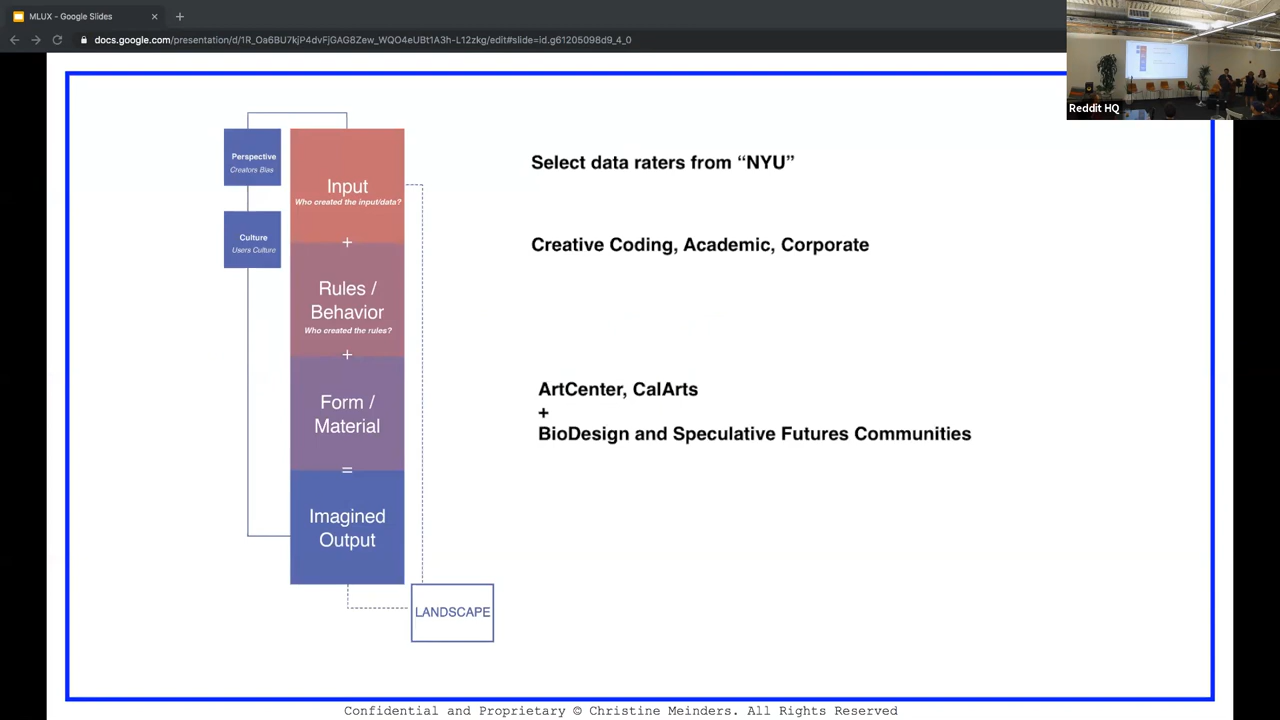 MLUX - Google Slides
docs.google.com/presentation/d/1R_Oa6BU7kjP4dvFjGAG8Zew_WQO4eUBt1A3h-L12zkg/edit#slide=id.g61205098d9_4_0
Reddit HQ
Perspective
Creators Bias
Culture
Users Culture
Input
Who created the input/data?
+
Rules /
Behavior
Who created the rules?
+
Form /
Material
=
Imagined
Output
LANDSCAPE
Select data raters from “NYU”
Creative Coding, Academic, Corporate
ArtCenter, CalArts
+
BioDesign and Speculative Futures Communities
Confidential and Proprietary © Christine Meinders. All Rights Reserved